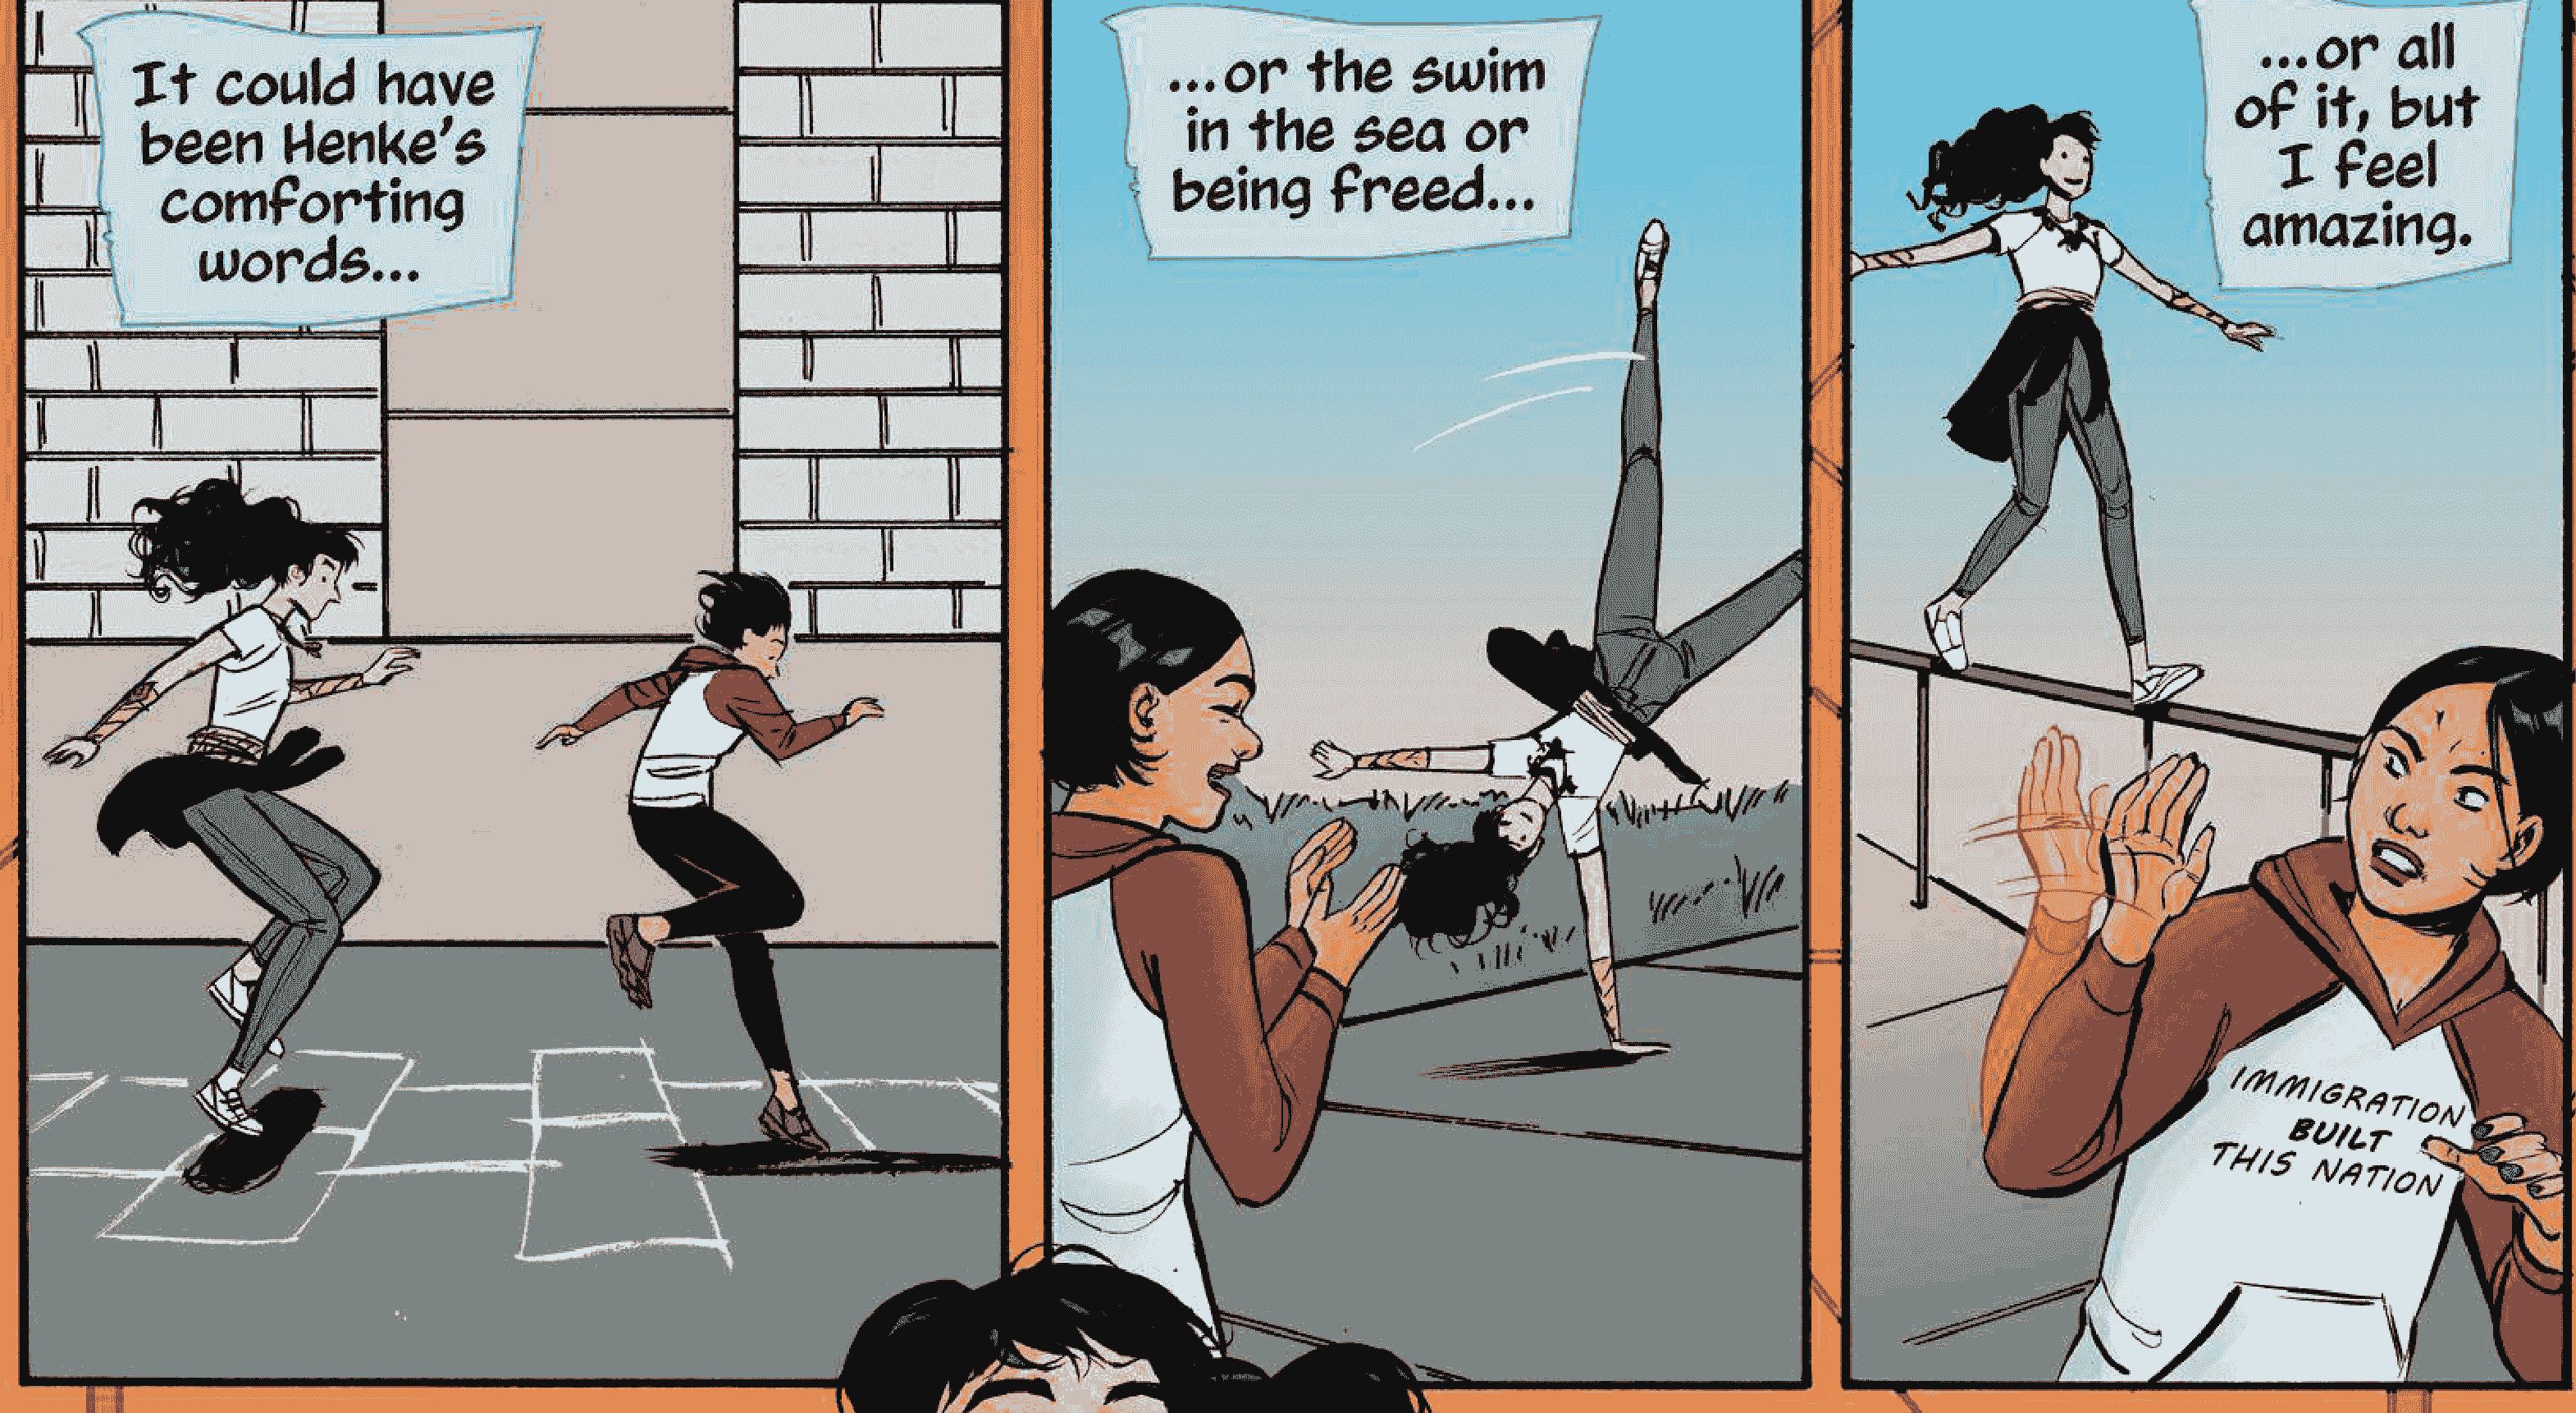 It could have
been Henke's
comforting
words...
...or the swim
in the sea or
being freed...
...or all
of it, but
I feel
amazing.
IMMIGRATION
BUILT
THIS NATION